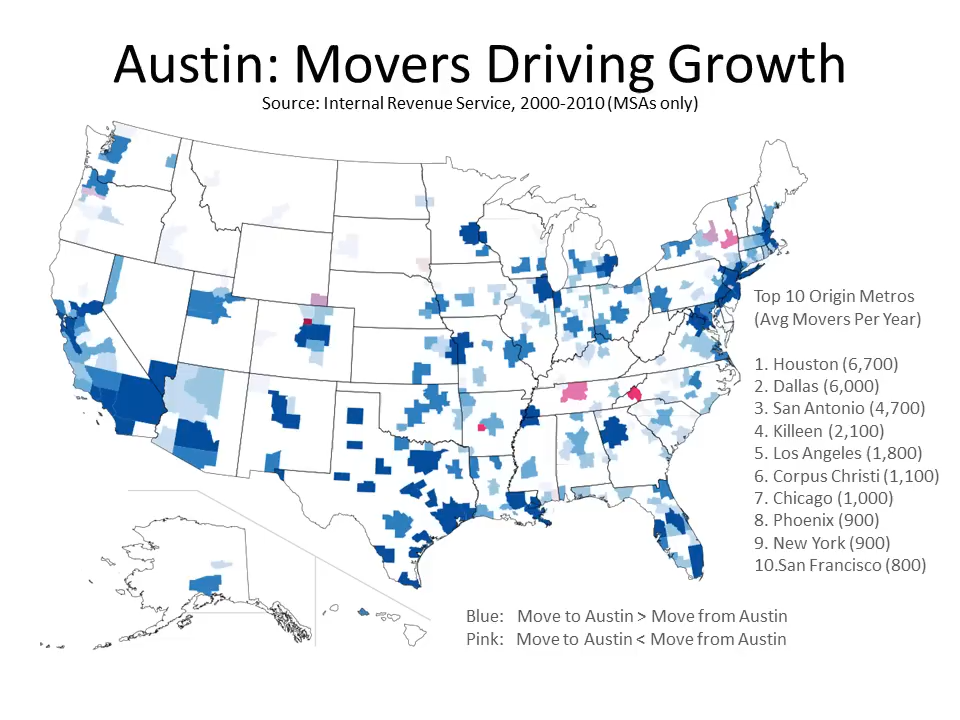 Austin: Movers Driving Growth
Source: Internal Revenue Service, 2000-2010 (MSAs only)
Top 10 Origin Metros
(Avg Movers Per Year)
1. Houston (6,700)
2. Dallas (6,000)
3. San Antonio (4,700)
4. Killeen (2,100)
5. Los Angeles (1,800)
6. Corpus Christi (1,100)
7. Chicago (1,000)
8. Phoenix (900)
9. New York (900)
10.San Francisco (800)
Blue: Move to Austin > Move from Austin
Pink: Move to Austin < Move from Austin